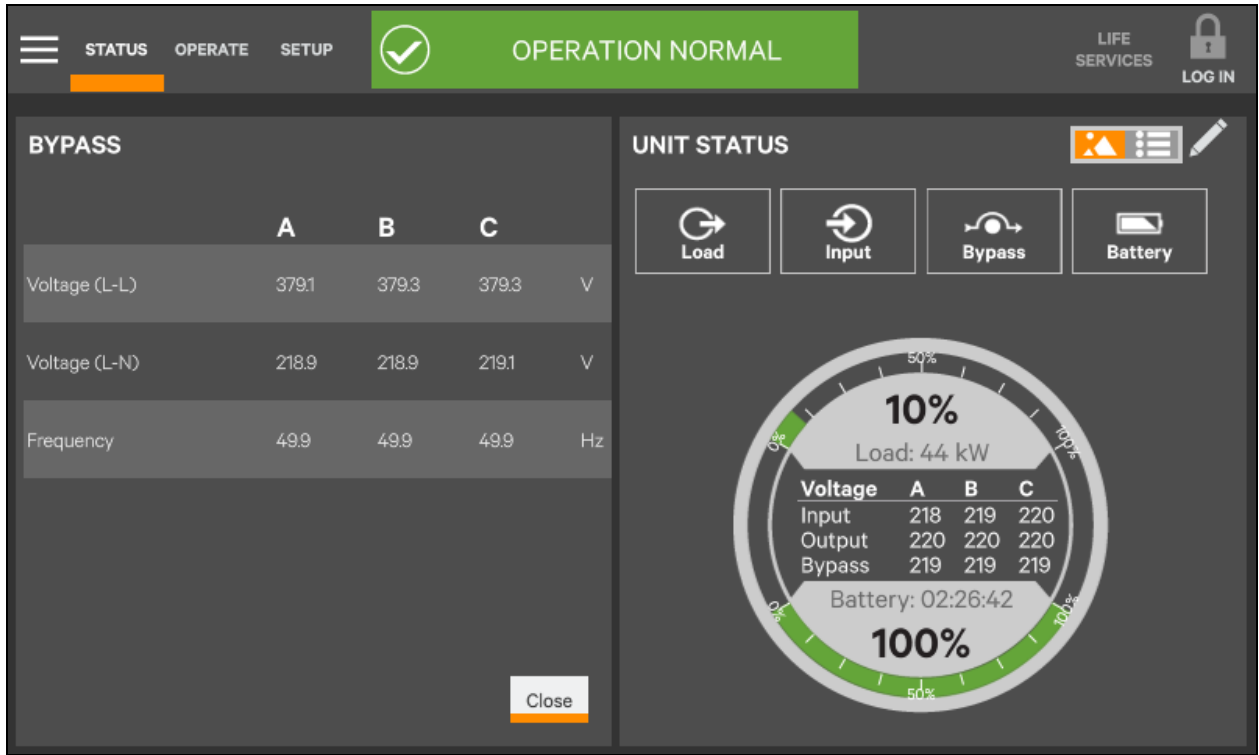 STATUS OPERATE SETUP
OPERATION NORMAL
LIFE
SERVICES
1
LOG IN
BYPASS
A B C
Voltage (L-L) 379.1 379.3 379.3 V
Voltage (L-N) 218.9 218.9 219.1 V
Frequency 49.9 49.9 49.9 Hz
Close
UNIT STATUS
Load Input Bypass Battery
50%
0% 100%
10%
Load: 44 kW
Voltage A B C
Input 218 219 220
Output 220 220 220
Bypass 219 219 219
Battery: 02:26:42
0% 100%
100%
50%